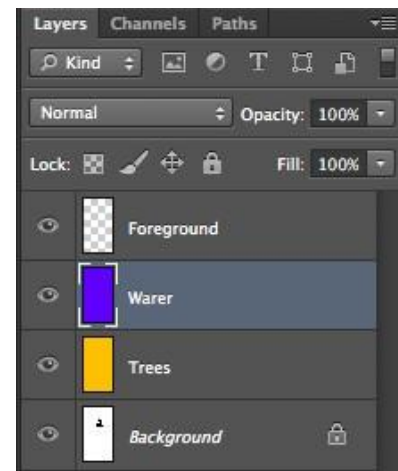 Layers Channels Paths
Kind T
Normal Opacity: 100%
Lock: Fill: 100%
Foreground
Warer
Trees
Background